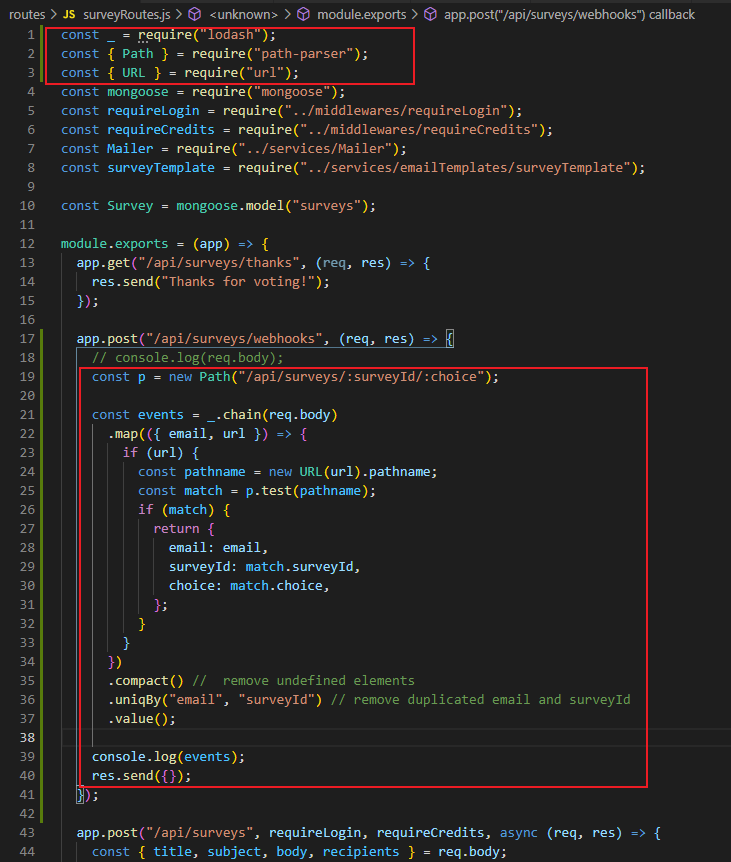 routes > JS surveyRoutes.js > <unknown> > module.exports > app.post("/api/surveys/webhooks") callback
1 const _ = require("lodash");
2 const { Path } = require("path-parser");
3 const { URL } = require("url");
4 const mongoose = require("mongoose");
5 const requireLogin = require("../middlewares/requireLogin");
6 const requireCredits = require("../middlewares/requireCredits");
7 const Mailer = require("../services/Mailer");
8 const surveyTemplate = require("../services/emailTemplates/surveyTemplate");
9
10 const Survey = mongoose.model("surveys");
11
12 module.exports = (app) => {
13 app.get("/api/surveys/thanks", (req, res) => {
14 res.send("Thanks for voting!");
15 });
16
17 app.post("/api/surveys/webhooks", (req, res) => {
18 // console.log(req.body);
19 const p = new Path("/api/surveys/:surveyId/:choice");
20
21 const events = _.chain(req.body)
22 .map(({ email, url }) => {
23 if (url) {
24 const pathname = new URL(url).pathname;
25 const match = p.test(pathname);
26 if (match) {
27 return {
28 email: email,
29 surveyId: match.surveyId,
30 choice: match.choice,
31 };
32 }
33 }
34 })
35 .compact() // remove undefined elements
36 .uniqBy("email", "surveyId") // remove duplicated email and surveyId
37 .value();
38
39 console.log(events);
40 res.send({});
41 });
42
43 app.post("/api/surveys", requireLogin, requireCredits, async (req, res) => {
44 const { title, subject, body, recipients } = req.body;